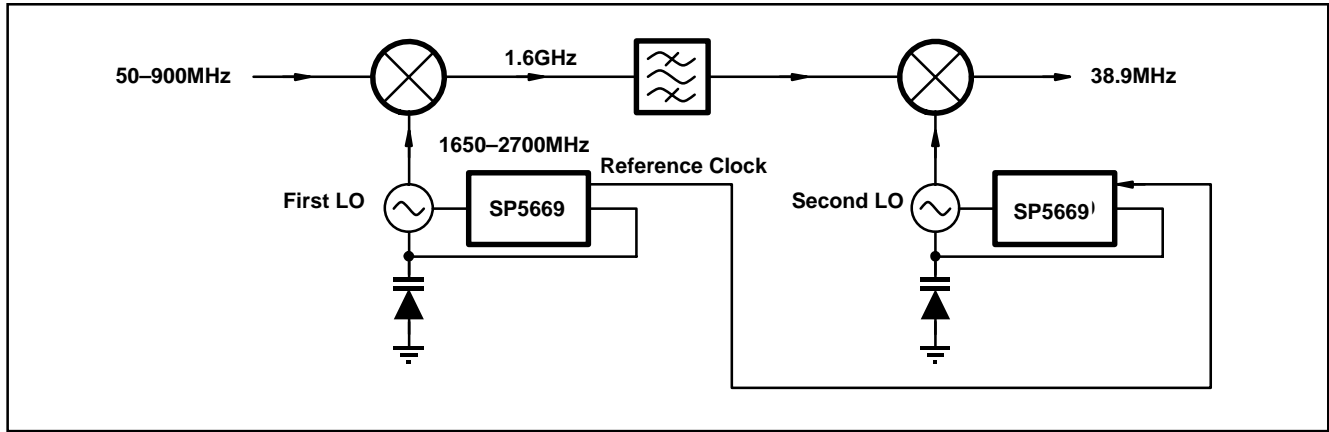 50–900MHz
1.6GHz
38.9MHz
1650–2700MHz
Reference Clock
First LO
SP5669
Second LO
SP5669